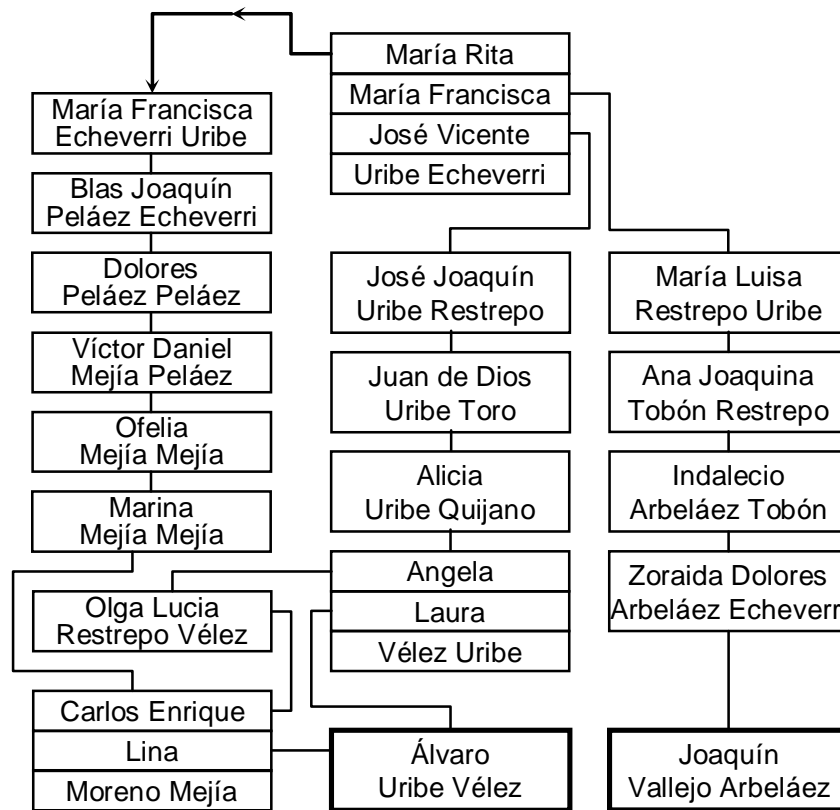 María Rita
María Francisca
José Vicente
Uribe Echeverri
María Francisca
Echeverri Uribe
Blas Joaquín
Peláez Echeverri
Dolores
Peláez Peláez
Víctor Daniel
Mejía Peláez
Ofelia
Mejía Mejía
Marina
Mejía Mejía
Olga Lucia
Restrepo Vélez
Carlos Enrique
Lina
Moreno Mejía
José Joaquín
Uribe Restrepo
Juan de Dios
Uribe Toro
Alicia
Uribe Quijano
Angela
Laura
Vélez Uribe
Álvaro
Uribe Vélez
María Luisa
Restrepo Uribe
Ana Joaquina
Tobón Restrepo
Indalecio
Arbeláez Tobón
Zoraida Dolores
Arbeláez Echeverr
Joaquín
Vallejo Arbeláez